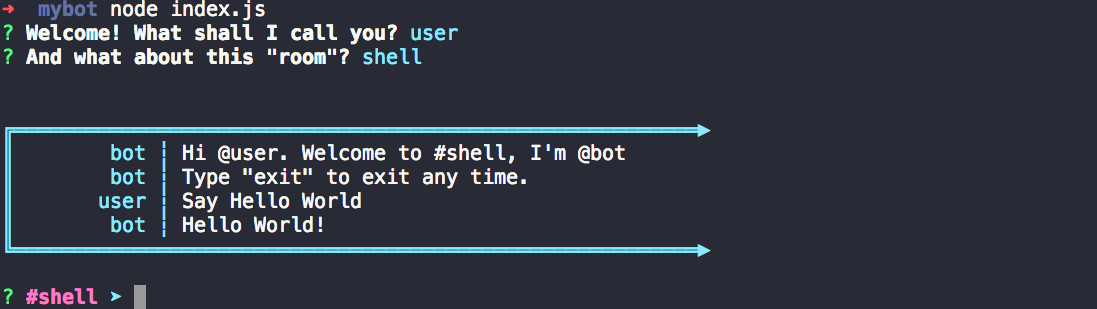 ➜ mybot node index.js
? Welcome! What shall I call you? user
? And what about this "room"? shell
bot ¦ Hi @user. Welcome to #shell, I'm @bot
bot ¦ Type "exit" to exit any time.
user ¦ Say Hello World
bot ¦ Hello World!
? #shell ➤